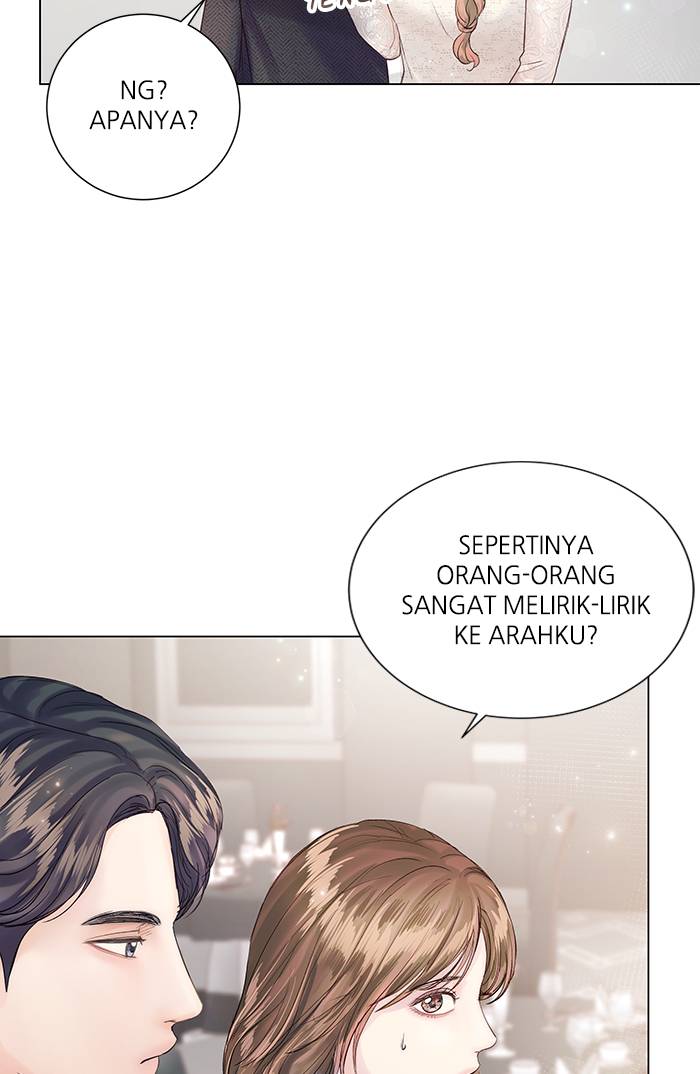 NG?
APANYA?
SEPERTINYA
ORANG-ORANG
SANGAT MELIRIK-LIRIK
KE ARAHKU?